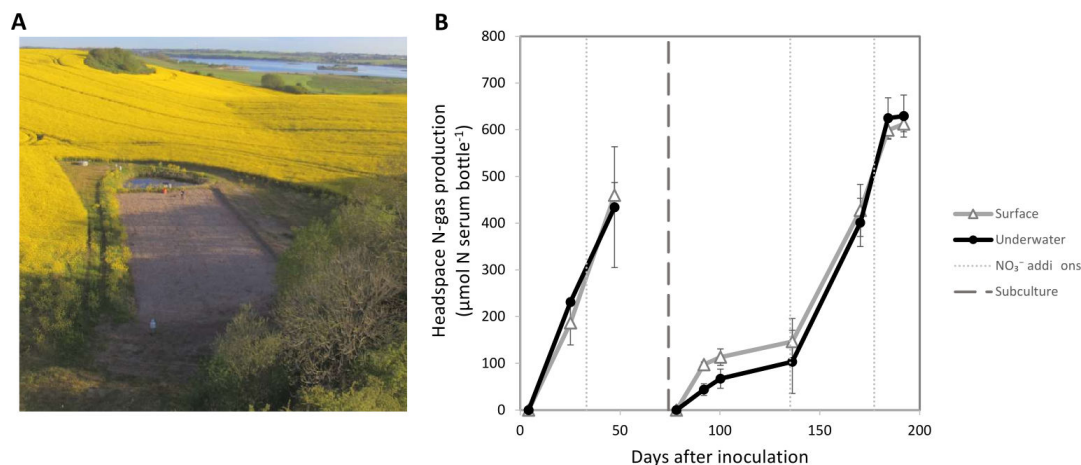 A
B
800
700
600
500
400
300
200
100
0
Headspace N-gas production
(µmol N serum bottle⁻¹)
0
50
100
150
200
Days after inoculation
Surface
Underwater
NO₃⁻ addi ons
Subculture